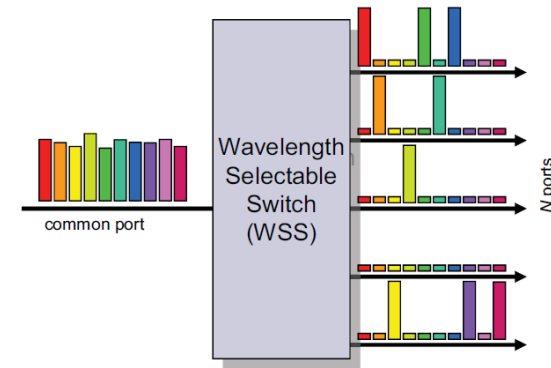 Wavelength
Selectable
Switch
(WSS)
common port
N ports